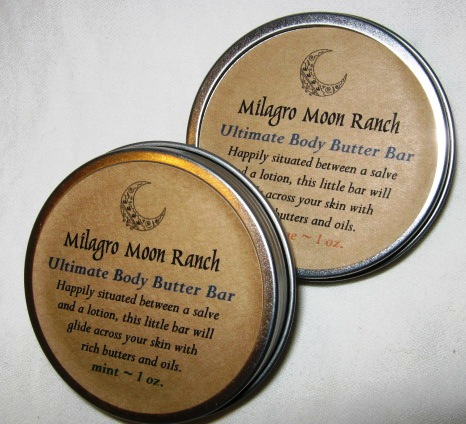 Milagro Moon Ranch
Ultimate Body Butter Bar
Happily situated between a salve
and a lotion, this little bar will
glide across your skin with
rich butters and oils.
mint ~ 1 oz.
Milagro Moon Ranch
Ultimate Body Butter Bar
Happily situated between a salve
a lotion, this little bar will
across your skin with
butters and oils.
~ 1 oz.